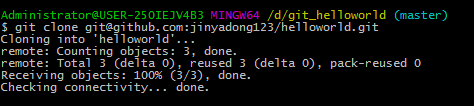 Administrator@USER-250IEJV4B3 MINGW64 /d/git_helloworld (master)
$ git clone git@github.com:jinyadong123/helloworld.git
Cloning into 'helloworld'...
remote: Counting objects: 3, done.
remote: Total 3 (delta 0), reused 3 (delta 0), pack-reused 0
Receiving objects: 100% (3/3), done.
Checking connectivity... done.